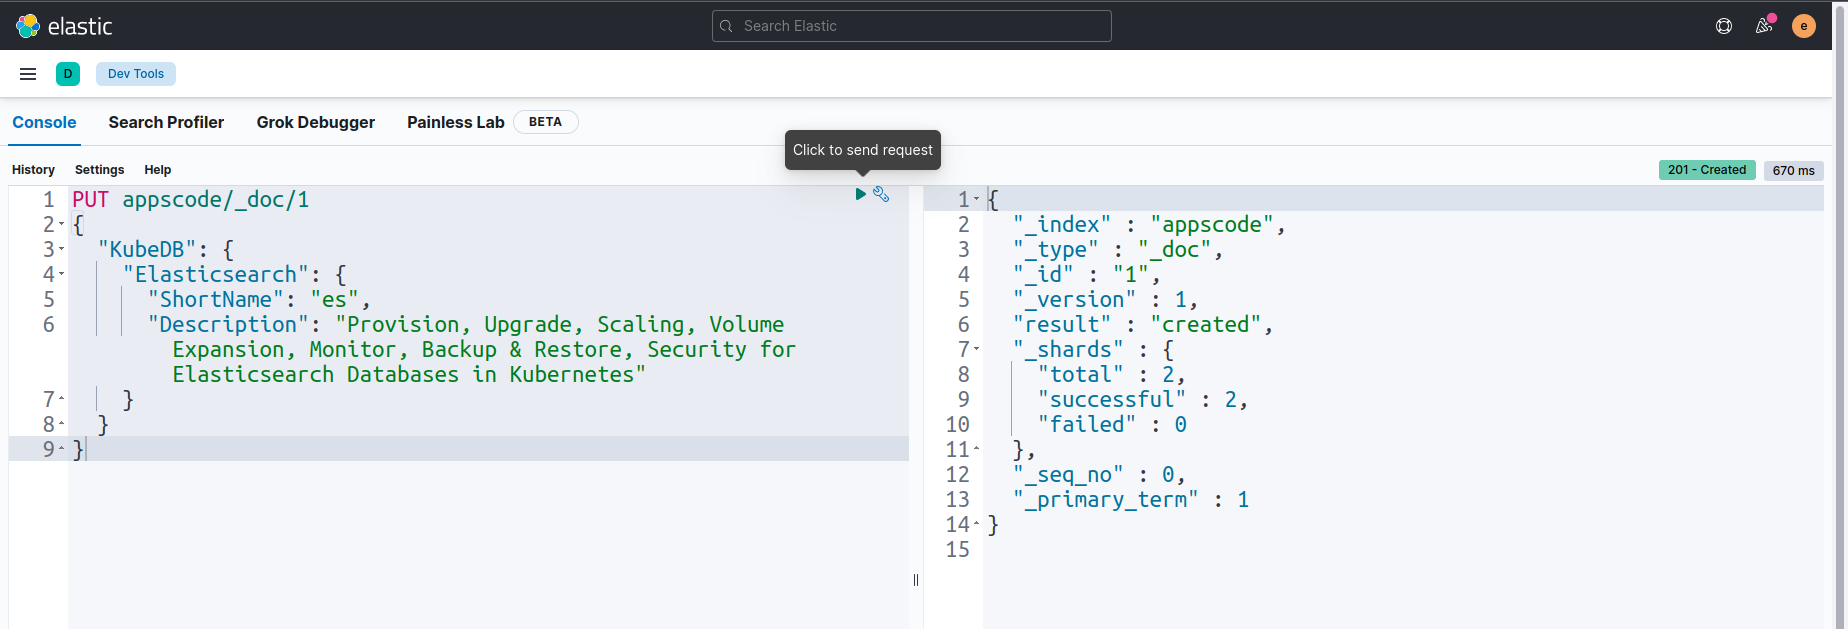 elastic
Search Elastic
e
D
Dev Tools
Console Search Profiler Grok Debugger Painless Lab BETA
Click to send request
History Settings Help
201 - Created 670 ms
1 PUT appscode/_doc/1
2 {
3 "KubeDB": {
4 "Elasticsearch": {
5 "ShortName": "es",
6 "Description": "Provision, Upgrade, Scaling, Volume
Expansion, Monitor, Backup & Restore, Security for
Elasticsearch Databases in Kubernetes"
7 }
8 }
9 }
1 {
2 "_index" : "appscode",
3 "_type" : "_doc",
4 "_id" : "1",
5 "_version" : 1,
6 "result" : "created",
7 "_shards" : {
8 "total" : 2,
9 "successful" : 2,
10 "failed" : 0
11 },
12 "_seq_no" : 0,
13 "_primary_term" : 1
14 }
15